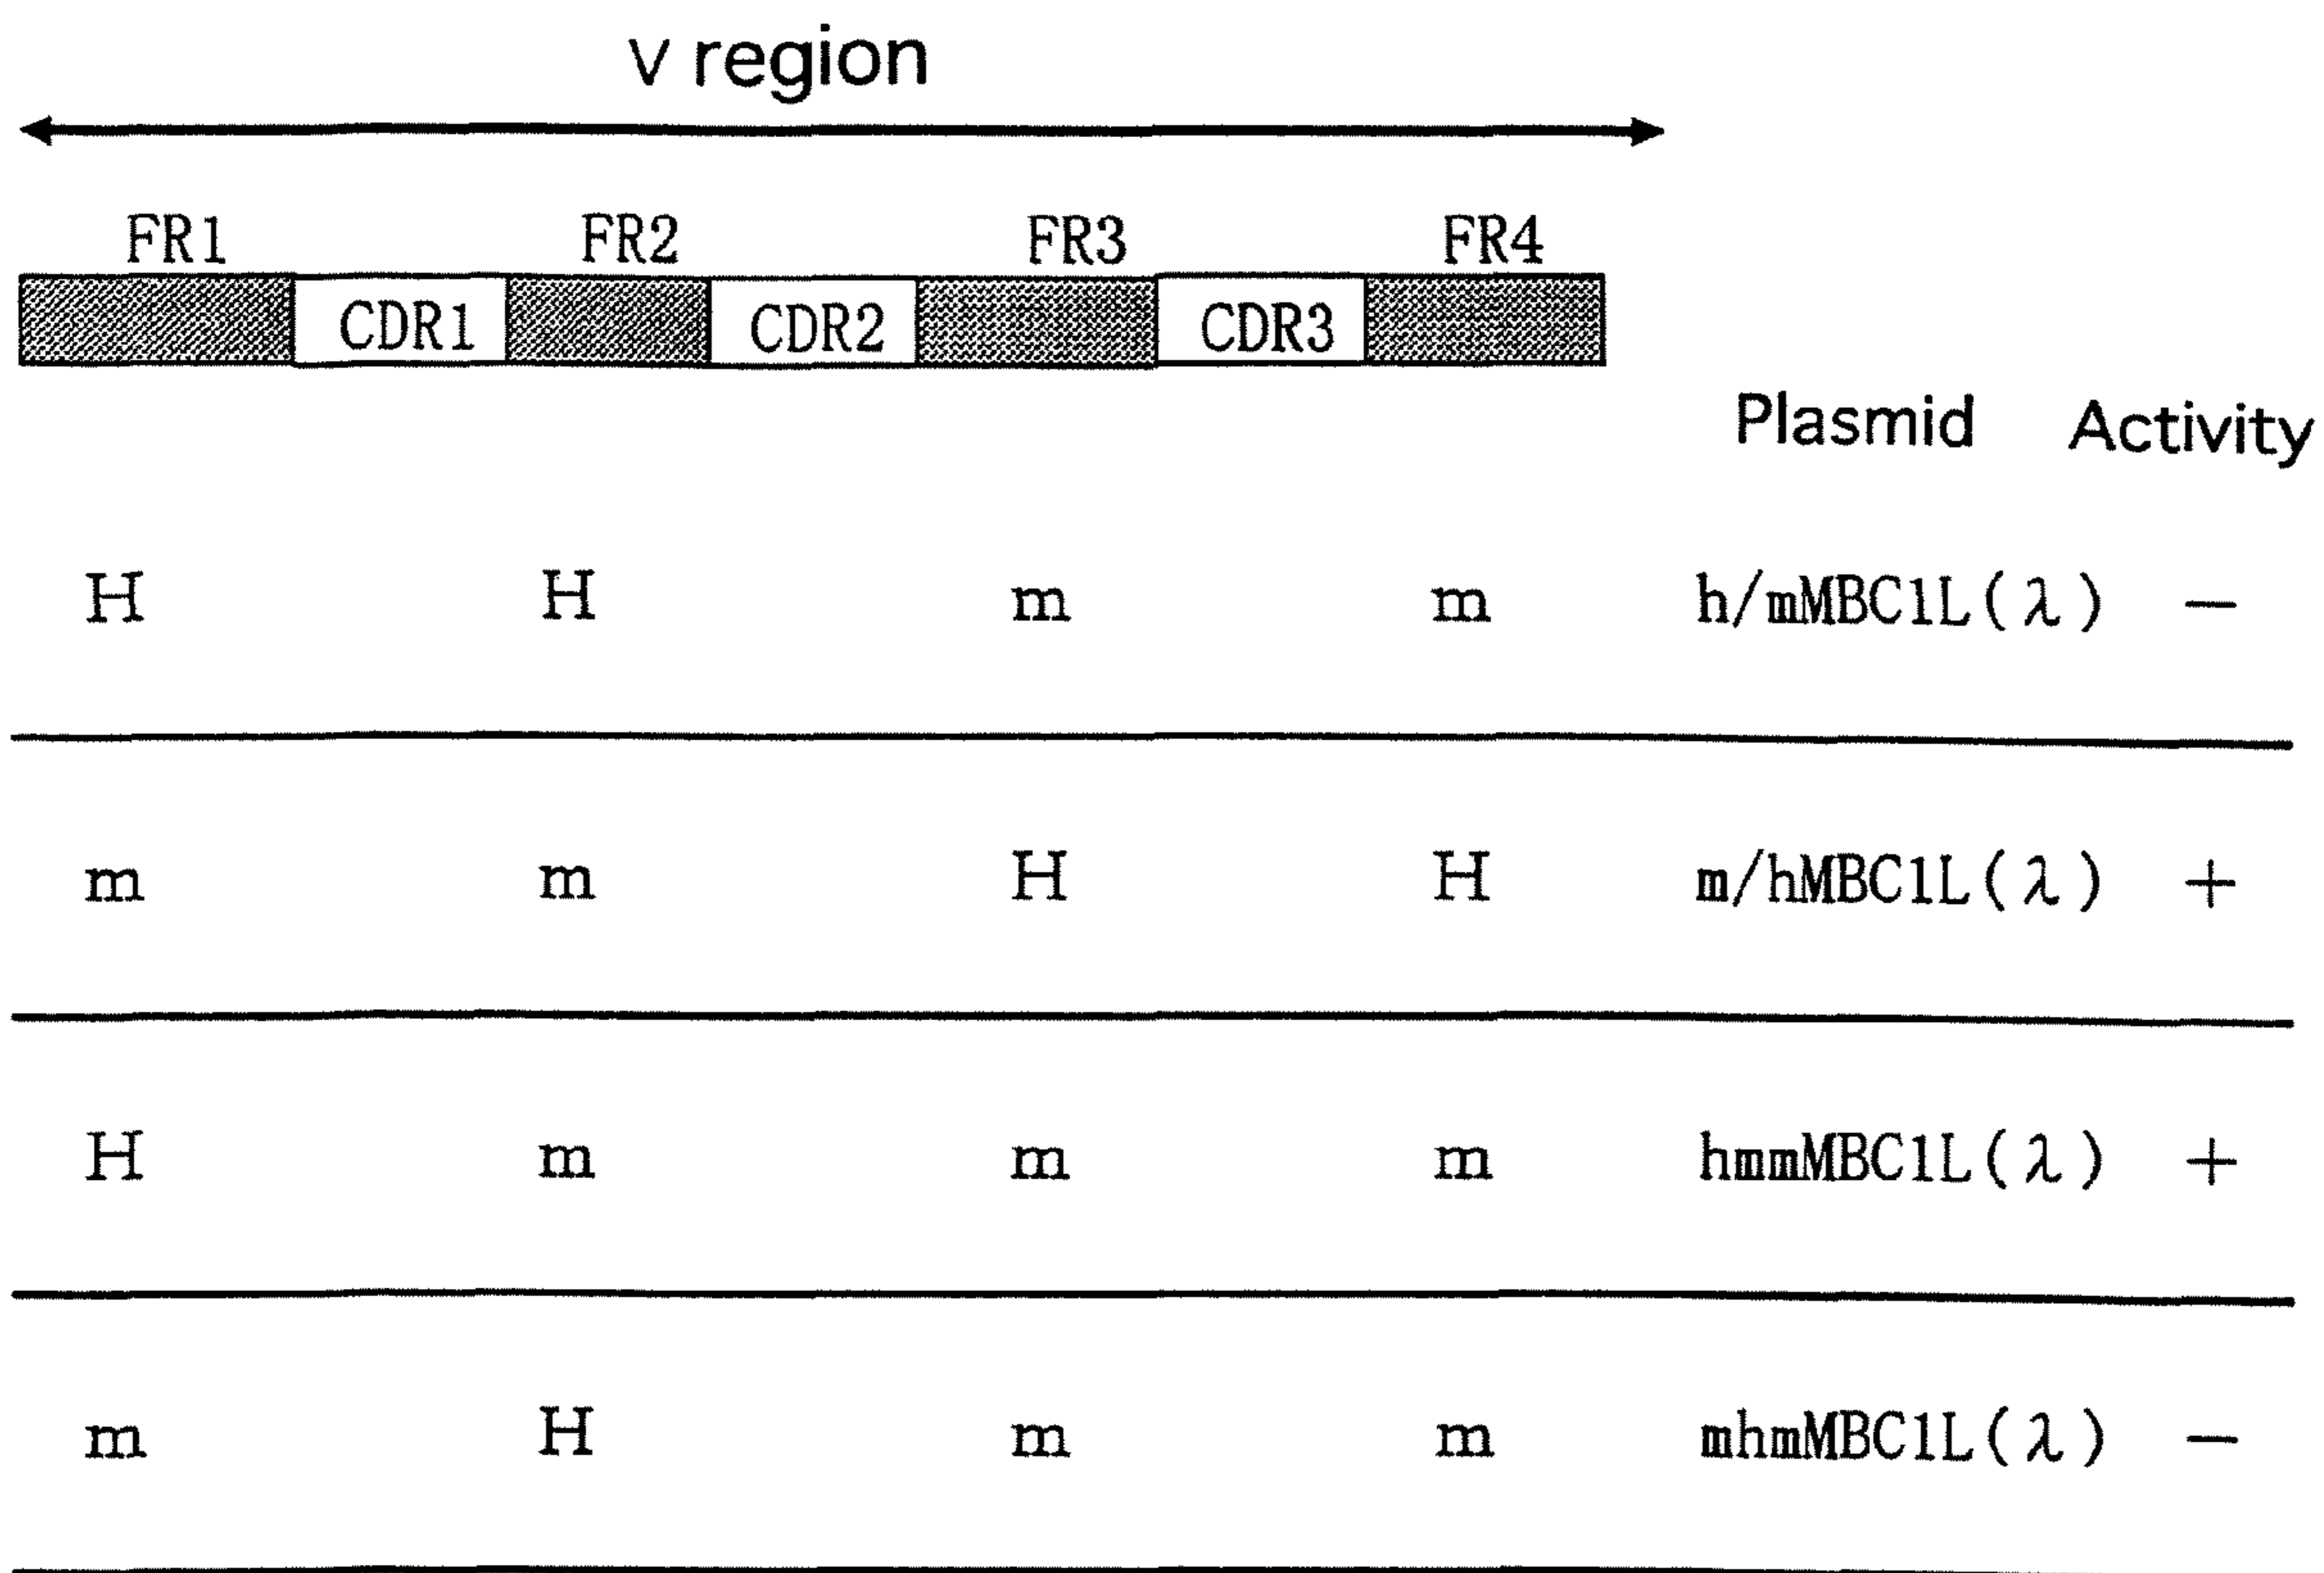 V region
FR1 FR2 FR3 FR4
CDR1 CDR2 CDR3
Plasmid Activity
H H m m h/mMBC1L(λ) −
m m H H m/hMBC1L(λ) +
H m m m hmmMBC1L(λ) +
m H m m mhmMBC1L(λ) −